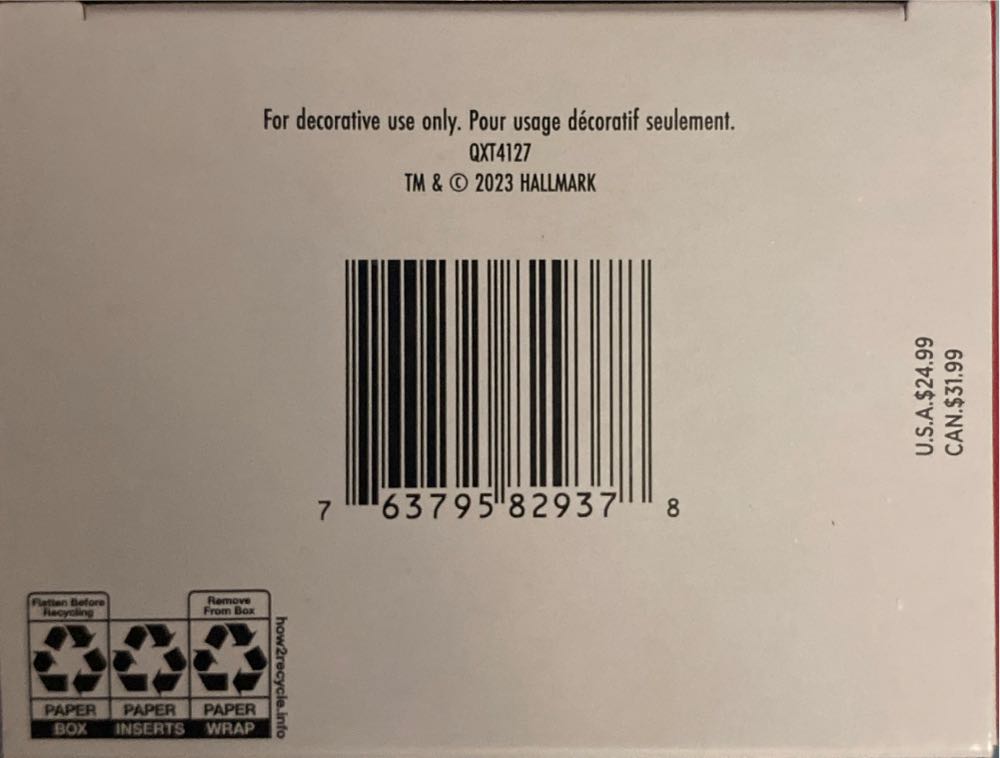 For decorative use only. Pour usage décoratif seulement.
QXT4127
TM & © 2023 HALLMARK
7 63795 82937 8
U.S.A.$24.99
CAN.$31.99
Flatten Before
Recycling
Remove
From Box
PAPER PAPER PAPER
BOX INSERTS WRAP
how2recycle.info